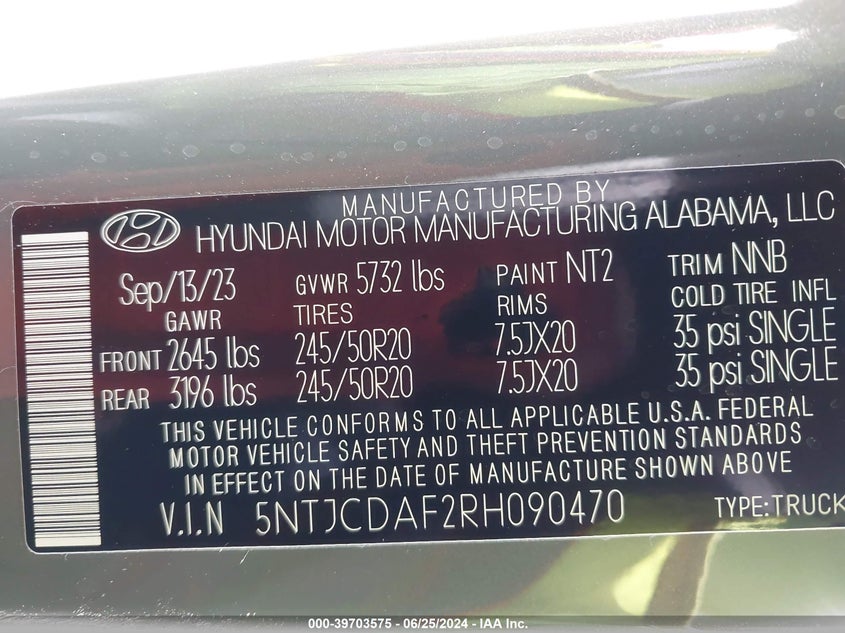 MANUFACTURED BY
HYUNDAI MOTOR MANUFACTURING ALABAMA, LLC
Sep/13/23 GVWR 5732 lbs PAINT NT2 TRIM NNB
GAWR TIRES RIMS COLD TIRE INFL
FRONT 2645 lbs 245/50R20 7.5JX20 35 psi SINGLE
REAR 3196 lbs 245/50R20 7.5JX20 35 psi SINGLE
THIS VEHICLE CONFORMS TO ALL APPLICABLE U.S.A. FEDERAL
MOTOR VEHICLE SAFETY AND THEFT PREVENTION STANDARDS
IN EFFECT ON THE DATE OF MANUFACTURE SHOWN ABOVE
V.I.N 5NTJCDAF2RH090470 TYPE:TRUCK
000-39703575 / 06/25/2024 - IAA Inc.